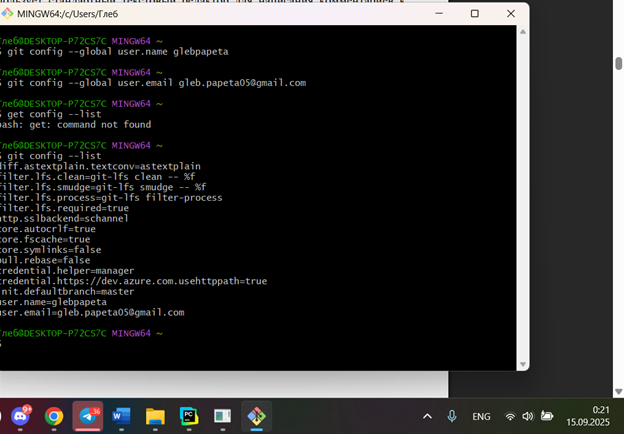 MINGW64:/c/Users/Глеб
Глеб@DESKTOP-P72CS7C MINGW64 ~
$ git config --global user.name glebpapeta
Глеб@DESKTOP-P72CS7C MINGW64 ~
$ git config --global user.email gleb.papeta05@gmail.com
Глеб@DESKTOP-P72CS7C MINGW64 ~
$ get config --list
bash: get: command not found
Глеб@DESKTOP-P72CS7C MINGW64 ~
$ git config --list
diff.astextplain.textconv=astextplain
filter.lfs.clean=git-lfs clean -- %f
filter.lfs.smudge=git-lfs smudge -- %f
filter.lfs.process=git-lfs filter-process
filter.lfs.required=true
http.sslbackend=schannel
core.autocrlf=true
core.fscache=true
core.symlinks=false
pull.rebase=false
credential.helper=manager
credential.https://dev.azure.com.usehttppath=true
init.defaultbranch=master
user.name=glebpapeta
user.email=gleb.papeta05@gmail.com
Глеб@DESKTOP-P72CS7C MINGW64 ~
$
ENG
0:21
15.09.2025